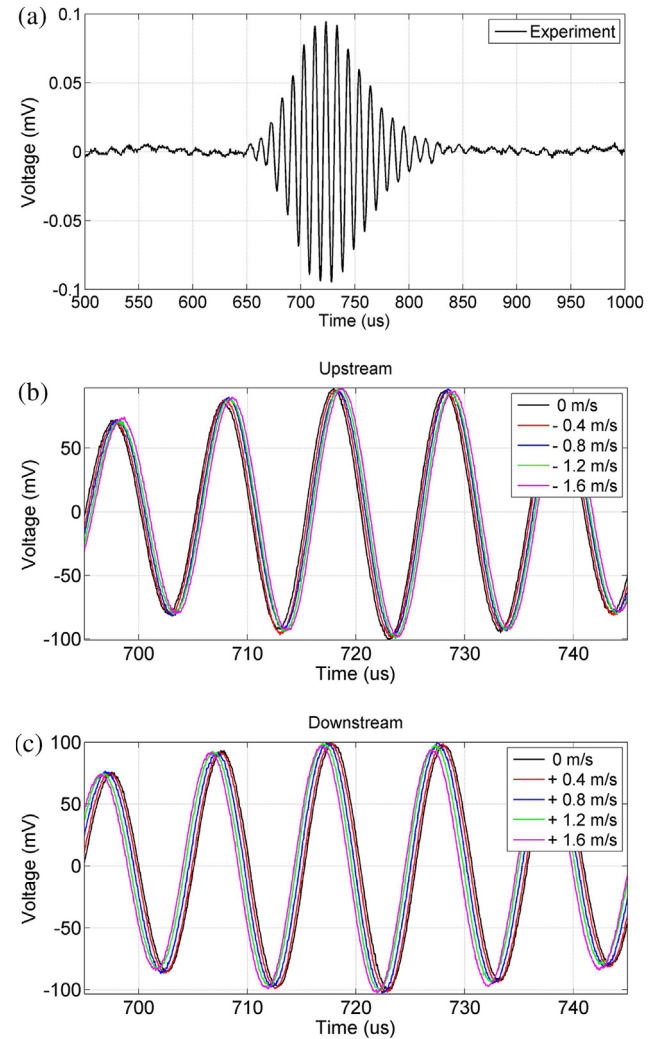 (a)
0.1
0.05
0
-0.05
-0.1
Voltage (mV)
Experiment
500 550 600 650 700 750 800 850 900 950 1000
Time (us)
(b)
Upstream
50
0
-50
-100
Voltage (mV)
0 m/s
- 0.4 m/s
- 0.8 m/s
- 1.2 m/s
- 1.6 m/s
700 710 720 730 740
Time (us)
(c)
Downstream
100
50
0
-50
-100
Voltage (mV)
0 m/s
+ 0.4 m/s
+ 0.8 m/s
+ 1.2 m/s
+ 1.6 m/s
700 710 720 730 740
Time (us)